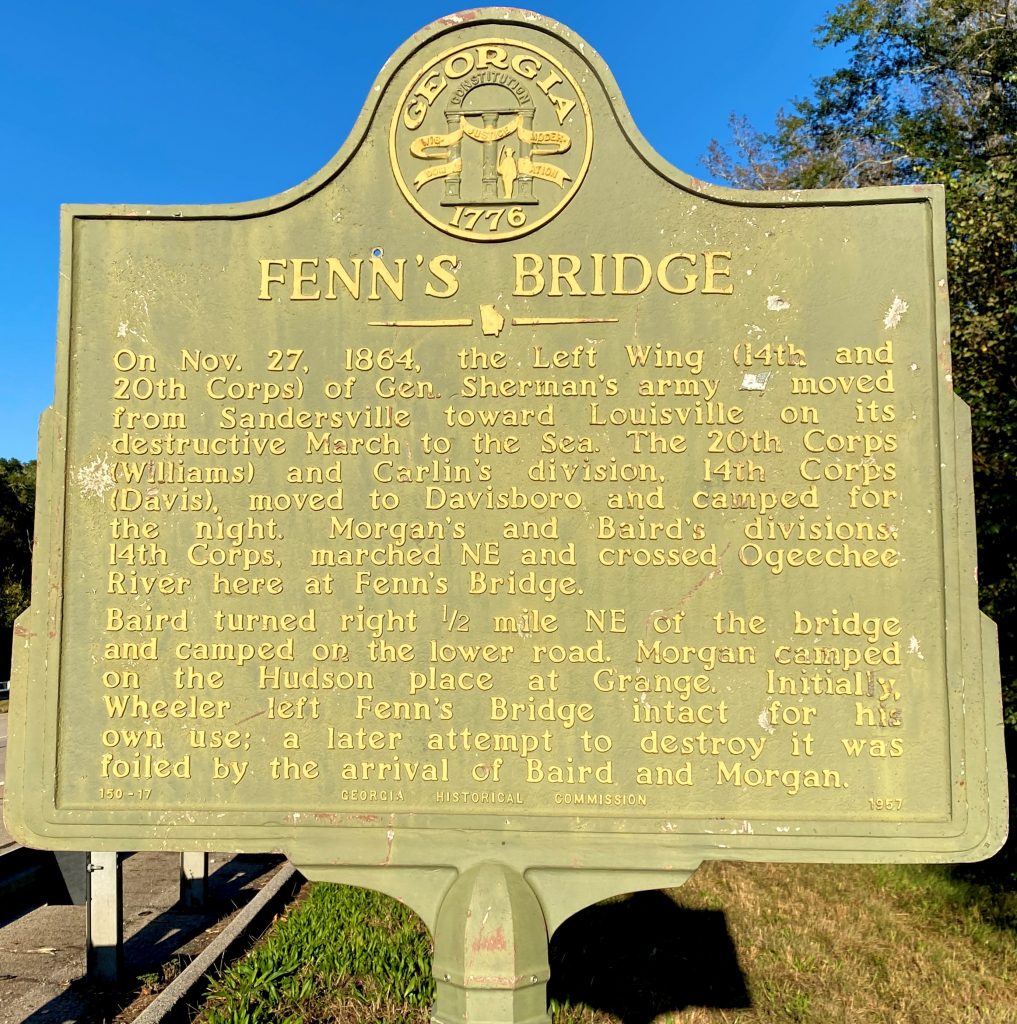 GEORGIA
CONSTITUTION
WIS- JUSTICE MODER-
DOM ATION
1776
FENN'S BRIDGE
On Nov. 27, 1864, the Left Wing (14th and
20th Corps) of Gen. Sherman's army moved
from Sandersville toward Louisville on its
destructive March to the Sea. The 20th Corps
(Williams) and Carlin's division, 14th Corps
(Davis), moved to Davisboro and camped for
the night. Morgan's and Baird's divisions,
14th Corps, marched NE and crossed Ogeechee
River here at Fenn's Bridge.
Baird turned right ½ mile NE of the bridge
and camped on the lower road. Morgan camped
on the Hudson place at Grange. Initially,
Wheeler left Fenn's Bridge intact for his
own use; a later attempt to destroy it was
foiled by the arrival of Baird and Morgan.
150-17 GEORGIA HISTORICAL COMMISSION 1957